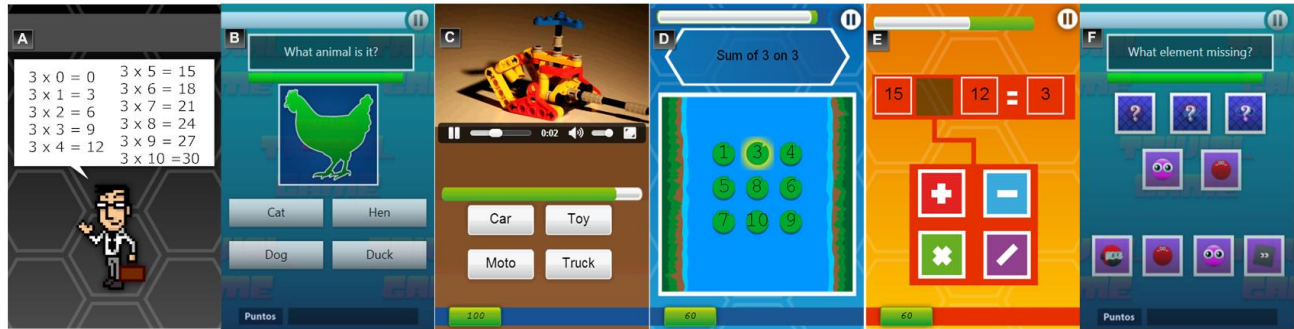 A
3 x 0 = 0
3 x 1 = 3
3 x 2 = 6
3 x 3 = 9
3 x 4 = 12
3 x 5 = 15
3 x 6 = 18
3 x 7 = 21
3 x 8 = 24
3 x 9 = 27
3 x 10 =30
B
What animal is it?
Cat
Hen
Dog
Duck
Puntos
C
0:02
Car
Toy
Moto
Truck
100
D
Sum of 3 on 3
1 3 4
5 8 6
7 10 9
60
E
15 12 = 3
+ −
× /
60
F
What element missing?
? ? ?
Puntos